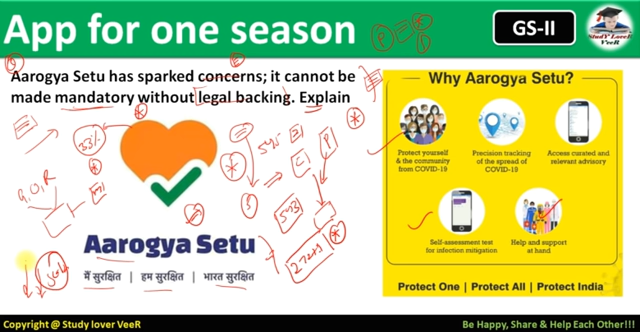 App for one season
GS-II
StudY LoveR
VeeR
Aarogya Setu has sparked concerns; it cannot be
made mandatory without legal backing. Explain
33%
G.O.R
Aarogya Setu
मैं सुरक्षित | हम सुरक्षित | भारत सुरक्षित
Why Aarogya Setu?
Protect yourself
& the community
from COVID-19
Precision tracking
of the spread of
COVID-19
Access curated and
relevant advisory
Self-assessment test
for infection mitigation
Help and support
at hand
Protect One | Protect All | Protect India
Copyright @ Study lover VeeR
Be Happy, Share & Help Each Other!!!